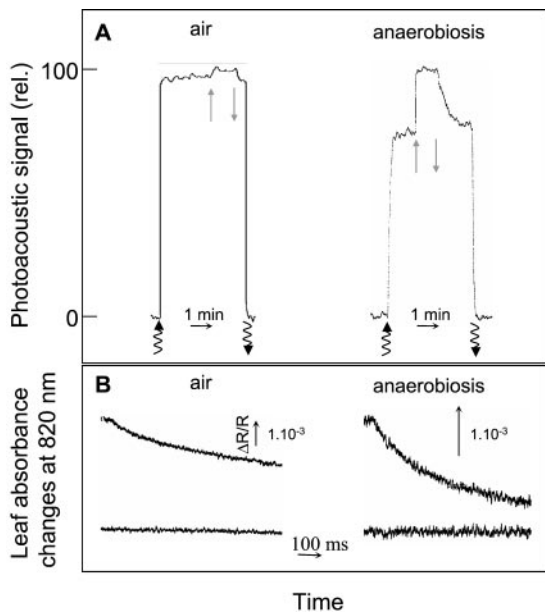 A
air
anaerobiosis
Photoacoustic signal (rel.)
100
0
1 min
1 min
B
air
anaerobiosis
Leaf absorbance
changes at 820 nm
ΔR/R
1.10-3
1.10-3
100 ms
Time